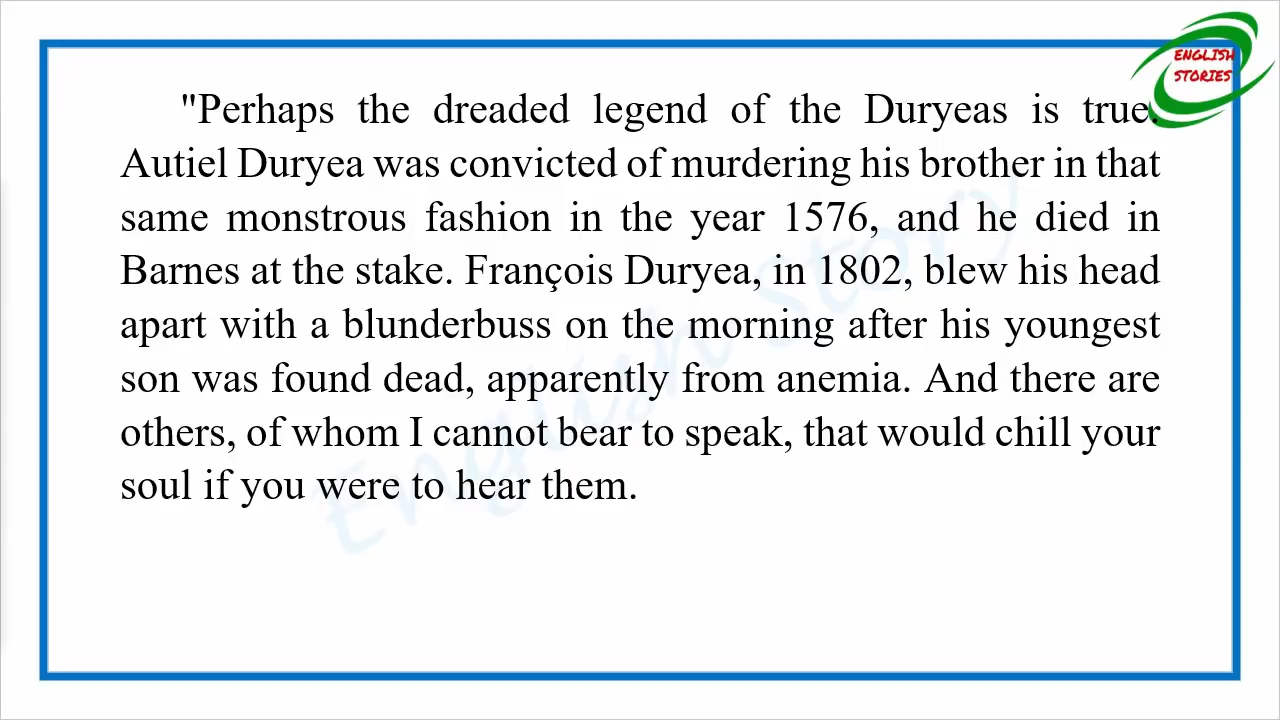 ENGLISH
STORIES
"Perhaps the dreaded legend of the Duryeas is true.
Autiel Duryea was convicted of murdering his brother in that
same monstrous fashion in the year 1576, and he died in
Barnes at the stake. François Duryea, in 1802, blew his head
apart with a blunderbuss on the morning after his youngest
son was found dead, apparently from anemia. And there are
others, of whom I cannot bear to speak, that would chill your
soul if you were to hear them.
English Story